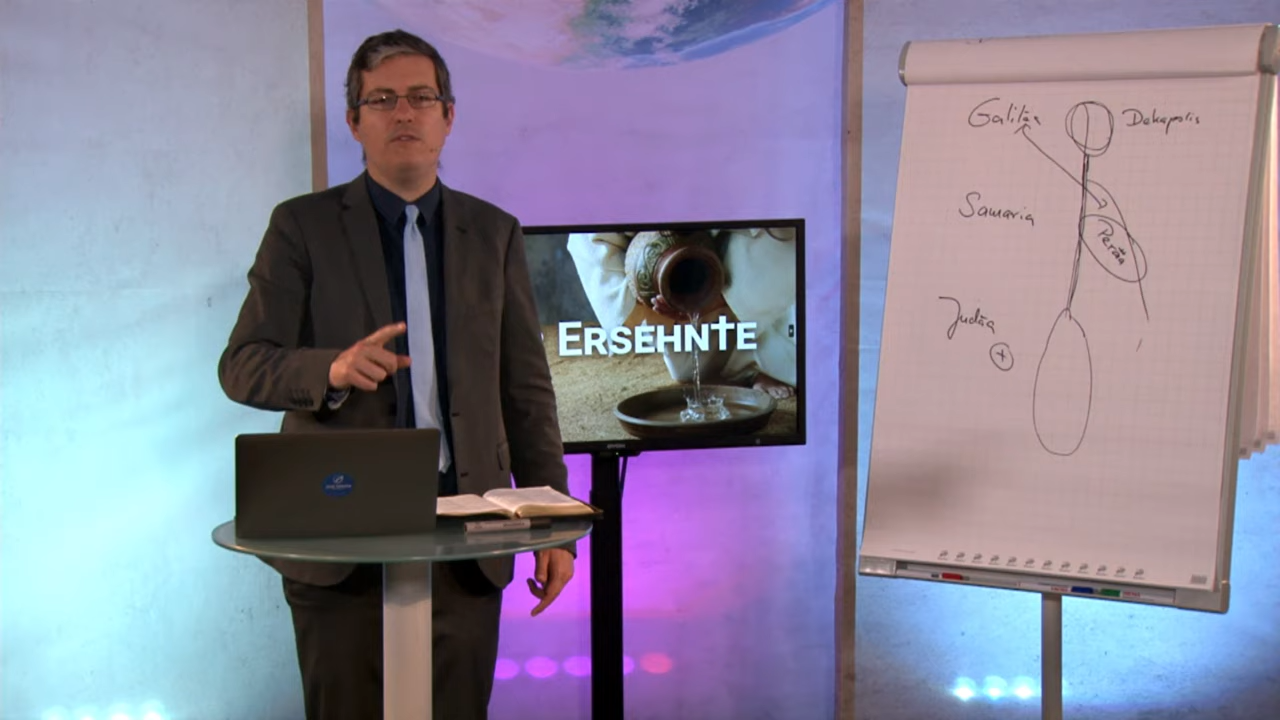 ERSEHNTE
Galiläa
Dekapolis
Samaria
Peräa
Judäa